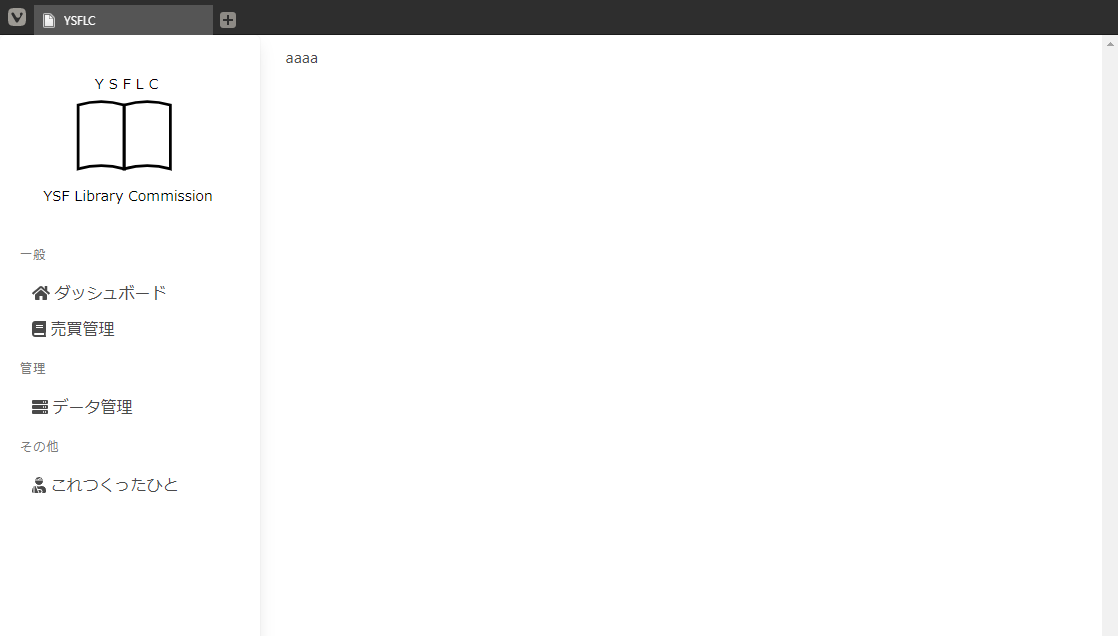 YSFLC
YSFLC
YSF Library Commission
一般
ダッシュボード
売買管理
管理
データ管理
その他
これつくったひと
aaaa